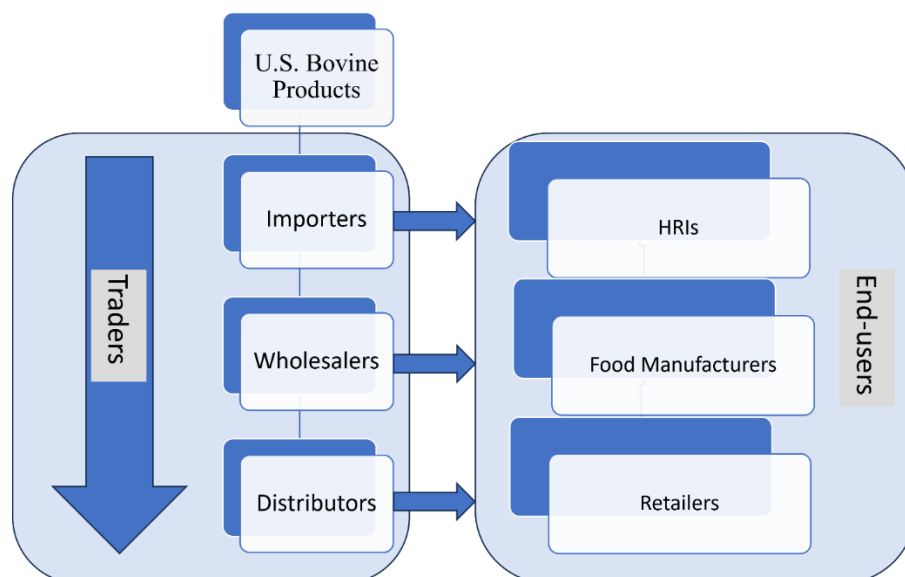 U.S. Bovine
Products
Traders
Importers
Wholesalers
Distributors
HRIs
Food Manufacturers
Retailers
End-users